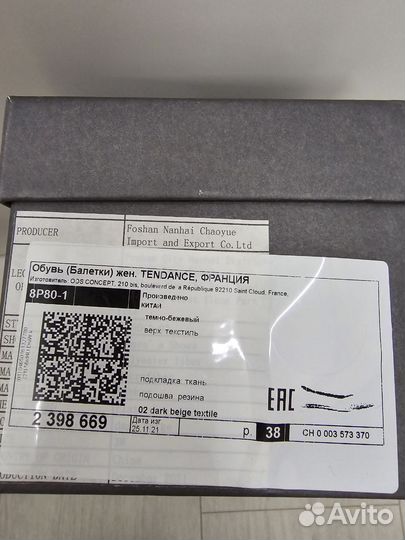 PRODUCER
Foshan Nanhai Chaoyue
Import and Export Co.Ltd
Обувь (Балетки) жен. TENDANCE, ФРАНЦИЯ
Изготовитель: ODS CONCEPT, 210 bis, boulevard de la République 92210 Saint Cloud, France,
8P80-1
Произведено
КИТАЙ
темно-бежевый
верх текстиль
подкладка ткань
подошва резина
02 dark beige textile
EAC
2 398 669
Дата изг
25.11.21
р. 38
CH 0 003 573 370
Avito